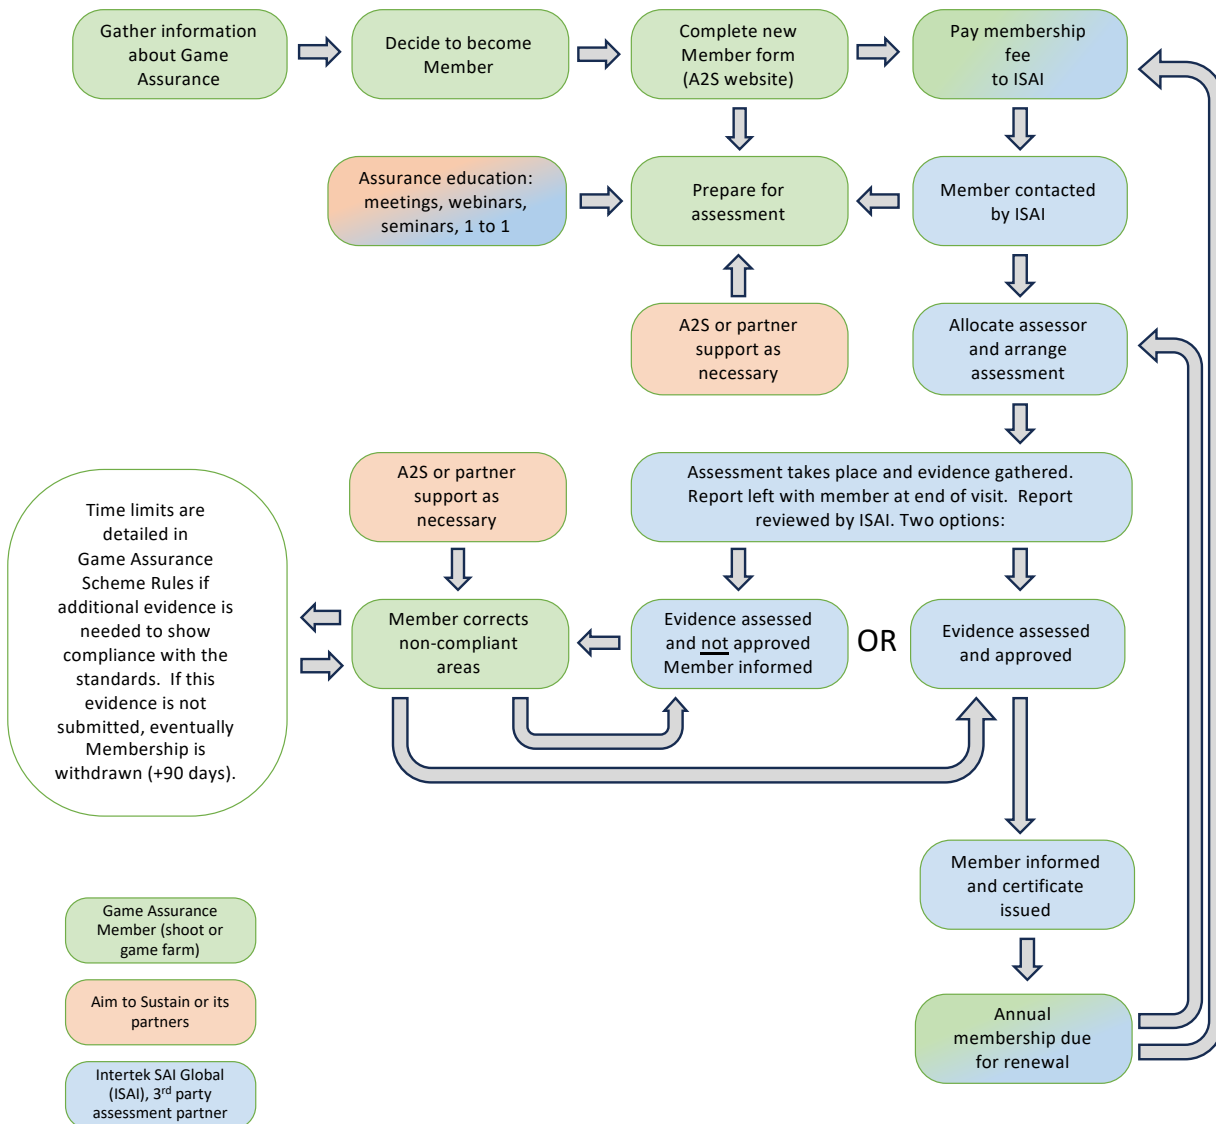 Gather information
about Game
Assurance
Decide to become
Member
Complete new
Member form
(A2S website)
Pay membership
fee
to ISAI
Assurance education:
meetings, webinars,
seminars, 1 to 1
Prepare for
assessment
Member contacted
by ISAI
A2S or partner
support as
necessary
Allocate assessor
and arrange
assessment
Time limits are
detailed in
Game Assurance
Scheme Rules if
additional evidence is
needed to show
compliance with the
standards.  If this
evidence is not
submitted, eventually
Membership is
withdrawn (+90 days).
A2S or partner
support as
necessary
Assessment takes place and evidence gathered.
Report left with member at end of visit.  Report
reviewed by ISAI. Two options:
Member corrects
non-compliant
areas
Evidence assessed
and not approved
Member informed
OR
Evidence assessed
and approved
Member informed
and certificate
issued
Annual
membership due
for renewal
Game Assurance
Member (shoot or
game farm)
Aim to Sustain or its
partners
Intertek SAI Global
(ISAI), 3rd party
assessment partner